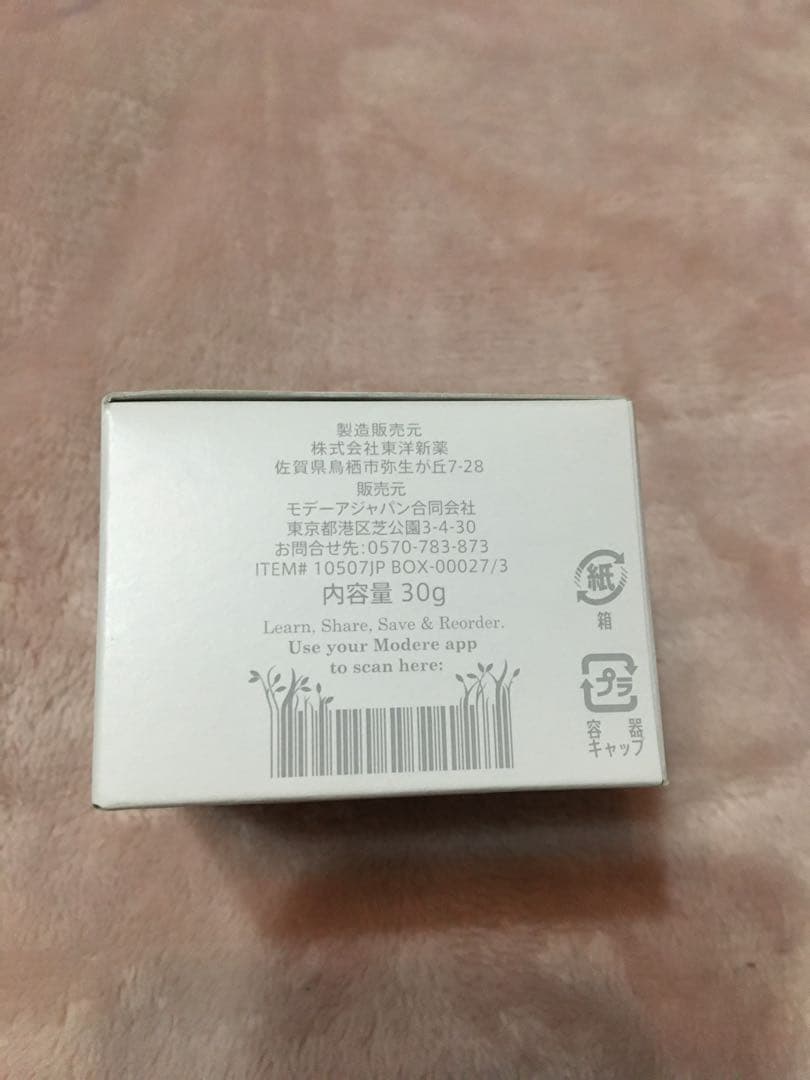 製造販売元
株式会社東洋新薬
佐賀県鳥栖市弥生が丘7-28
販売元
モデーアジャパン合同会社
東京都港区芝公園3-4-30
お問合せ先:0570-783-873
ITEM# 10507JP BOX-00027/3
内容量 30g
Learn, Share, Save & Reorder.
Use your Modere app
to scan here:
紙
箱
プラ
容器
キャップ